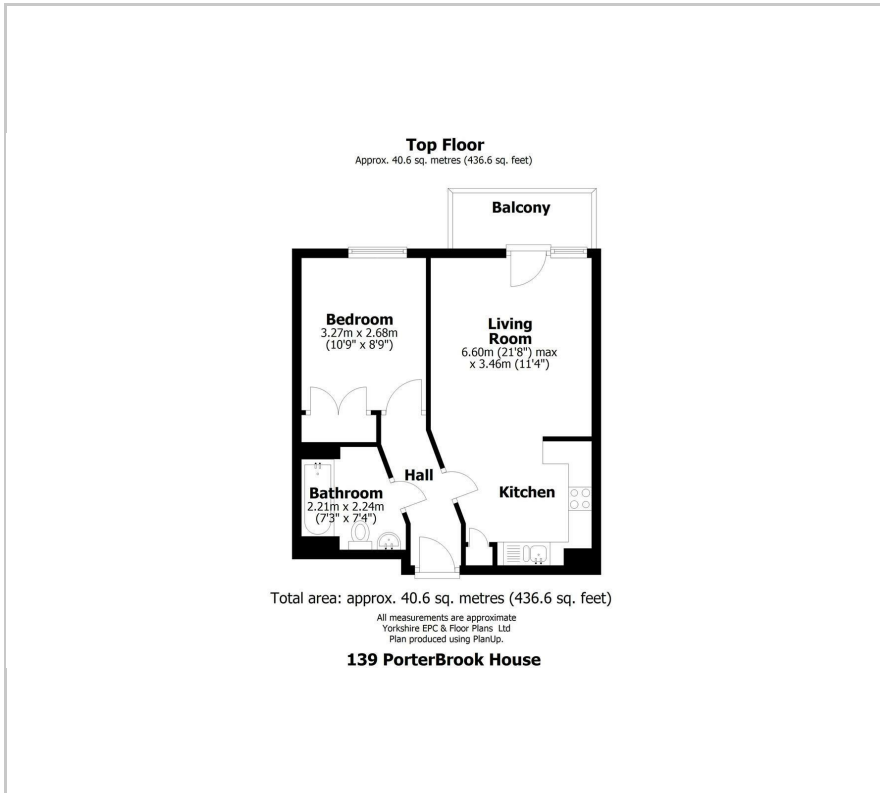 Top Floor
Approx. 40.6 sq. metres (436.6 sq. feet)
Balcony
Bedroom
3.27m x 2.68m
(10'9" x 8'9")
Living
Room
6.60m (21'8") max
x 3.46m (11'4")
Hall
Kitchen
Bathroom
2.21m x 2.24m
(7'3" x 7'4")
Total area: approx. 40.6 sq. metres (436.6 sq. feet)
All measurements are approximate
Yorkshire EPC & Floor Plans Ltd
Plan produced using PlanUp.
139 PorterBrook House